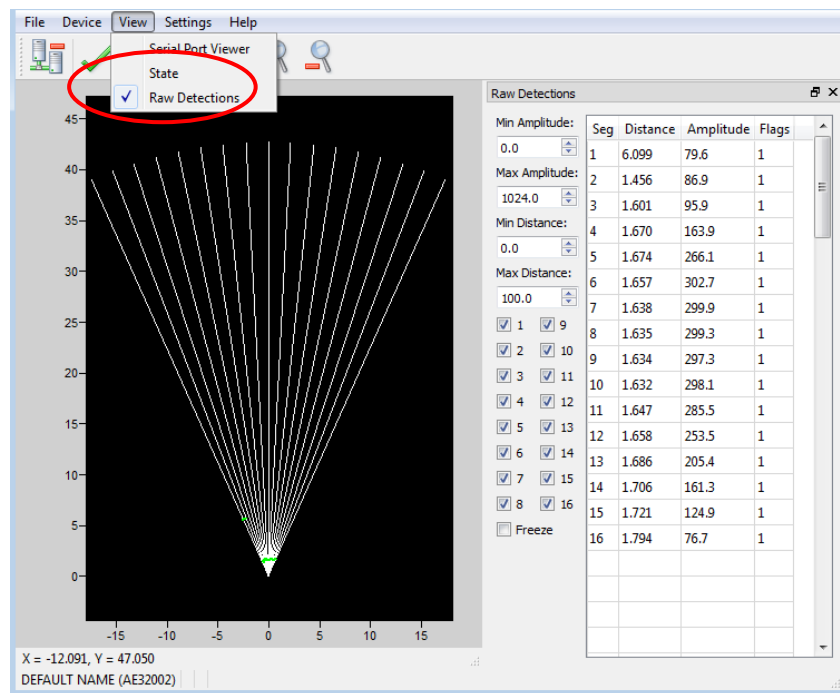 File Device View Settings Help
Serial Port Viewer
State
Raw Detections
Raw Detections
45
40
35
30
25
20
15
10
5
0
-15 -10 -5 0 5 10 15
Min Amplitude:
0.0
Max Amplitude:
1024.0
Min Distance:
0.0
Max Distance:
100.0
1 9
2 10
3 11
4 12
5 13
6 14
7 15
8 16
Freeze
Seg Distance Amplitude Flags
1 6.099 79.6 1
2 1.456 86.9 1
3 1.601 95.9 1
4 1.670 163.9 1
5 1.674 266.1 1
6 1.657 302.7 1
7 1.638 299.9 1
8 1.635 299.3 1
9 1.634 297.3 1
10 1.632 298.1 1
11 1.647 285.5 1
12 1.658 253.5 1
13 1.686 205.4 1
14 1.706 161.3 1
15 1.721 124.9 1
16 1.794 76.7 1
X = -12.091, Y = 47.050
DEFAULT NAME (AE32002)